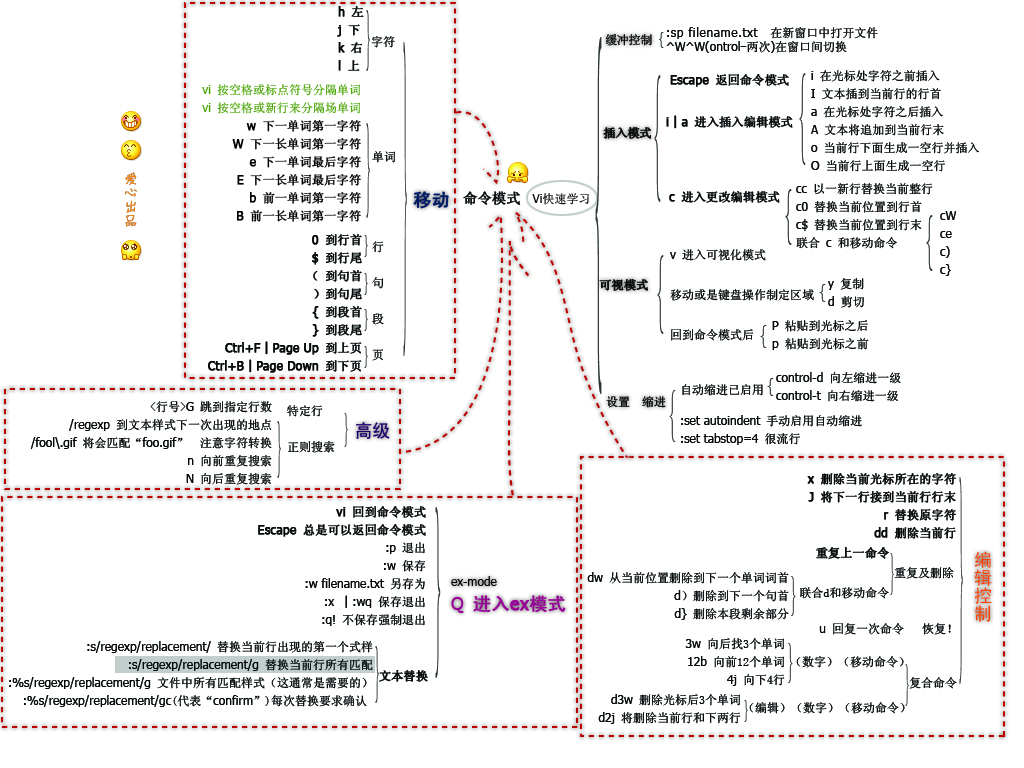 h 左
j 下
k 右
l 上
字符
vi 按空格或标点符号分隔单词
vi 按空格或新行来分隔场单词
w 下一单词第一字符
W 下一长单词第一字符
e 下一单词最后字符
E 下一长单词最后字符
b 前一单词第一字符
B 前一长单词第一字符
单词
0 到行首
$ 到行尾
行
（ 到句首
） 到句尾
句
{ 到段首
} 到段尾
段
Ctrl+F | Page Up 到上页
Ctrl+B | Page Down 到下页
页
移动
爱心出品
命令模式
Vi快速学习
缓冲控制
:sp filename.txt 在新窗口中打开文件
^W^W(ontrol-两次)在窗口间切换
插入模式
Escape 返回命令模式
i | a 进入插入编辑模式
i 在光标处字符之前插入
I 文本插到当前行的行首
a 在光标处字符之后插入
A 文本将追加到当前行末
o 当前行下面生成一空行并插入
O 当前行上面生成一空行
c 进入更改编辑模式
cc 以一新行替换当前整行
c0 替换当前位置到行首
c$ 替换当前位置到行末
联合 c 和移动命令
cW
ce
c)
c}
可视模式
v 进入可视化模式
移动或是键盘操作制定区域
y 复制
d 剪切
回到命令模式后
P 粘贴到光标之后
p 粘贴到光标之前
设置 缩进
自动缩进已启用
control-d 向左缩进一级
control-t 向右缩进一级
:set autoindent 手动启用自动缩进
:set tabstop=4 很流行
<行号>G 跳到指定行数
特定行
/regexp 到文本样式下一次出现的地点
/fool\.gif 将会匹配“foo.gif” 注意字符转换
n 向前重复搜索
N 向后重复搜索
正则搜索
高级
vi 回到命令模式
Escape 总是可以返回命令模式
:p 退出
:w 保存
:w filename.txt 另存为
:x | :wq 保存退出
:q! 不保存强制退出
:s/regexp/replacement/ 替换当前行出现的第一个式样
:s/regexp/replacement/g 替换当前行所有匹配
:%s/regexp/replacement/g 文件中所有匹配样式（这通常是需要的）
:%s/regexp/replacement/gc(代表“confirm”)每次替换要求确认
文本替换
ex-mode
Q 进入ex模式
x 删除当前光标所在的字符
J 将下一行接到当前行行末
r 替换原字符
dd 删除当前行
重复上一命令
dw 从当前位置删除到下一个单词词首
d）删除到下一个句首
d} 删除本段剩余部分
联合d和移动命令
重复及删除
u 回复一次命令 恢复！
3w 向后找3个单词
12b 向前12个单词
4j 向下4行
（数字）（移动命令）
d3w 删除光标后3个单词
d2j 将删除当前行和下两行
（编辑）（数字）（移动命令）
复合命令
编辑控制